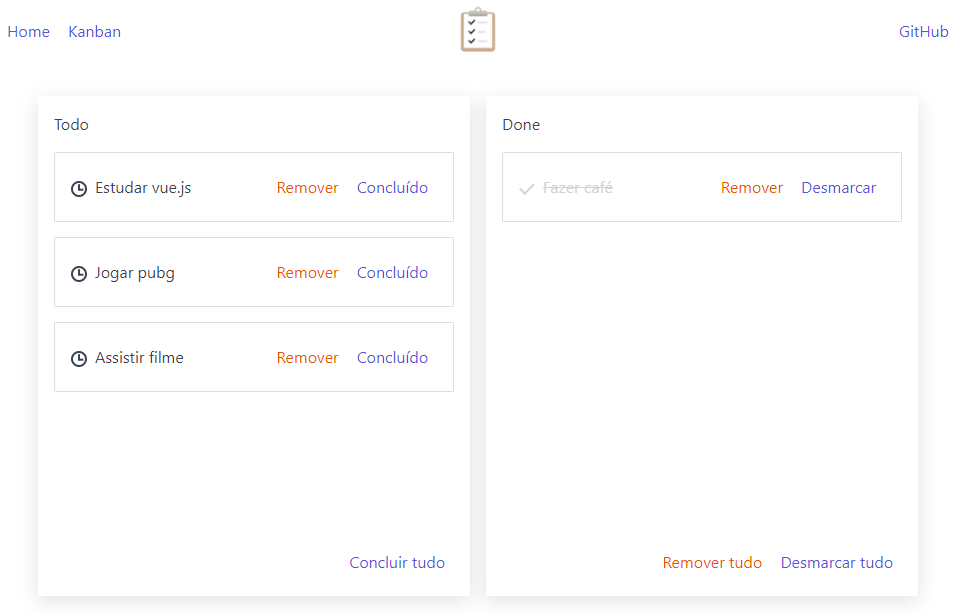 Home Kanban GitHub
Todo
Estudar vue.js Remover Concluído
Jogar pubg Remover Concluído
Assistir filme Remover Concluído
Concluir tudo
Done
Fazer café Remover Desmarcar
Remover tudo Desmarcar tudo